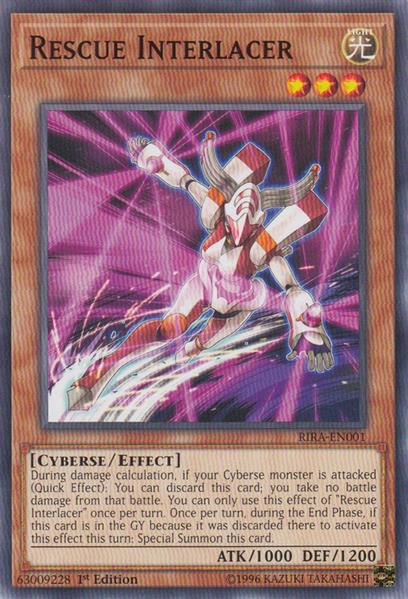 RESCUE INTERLACER
LIGHT
光
RIRA-EN001
[CYBERSE/EFFECT]
During damage calculation, if your Cyberse monster is attacked
(Quick Effect): You can discard this card; you take no battle
damage from that battle. You can only use this effect of "Rescue
Interlacer" once per turn. Once per turn, during the End Phase, if
this card is in the GY because it was discarded there to activate
this effect this turn: Special Summon this card.
ATK/1000 DEF/1200
63009228 1st Edition ©1996 KAZUKI TAKAHASHI